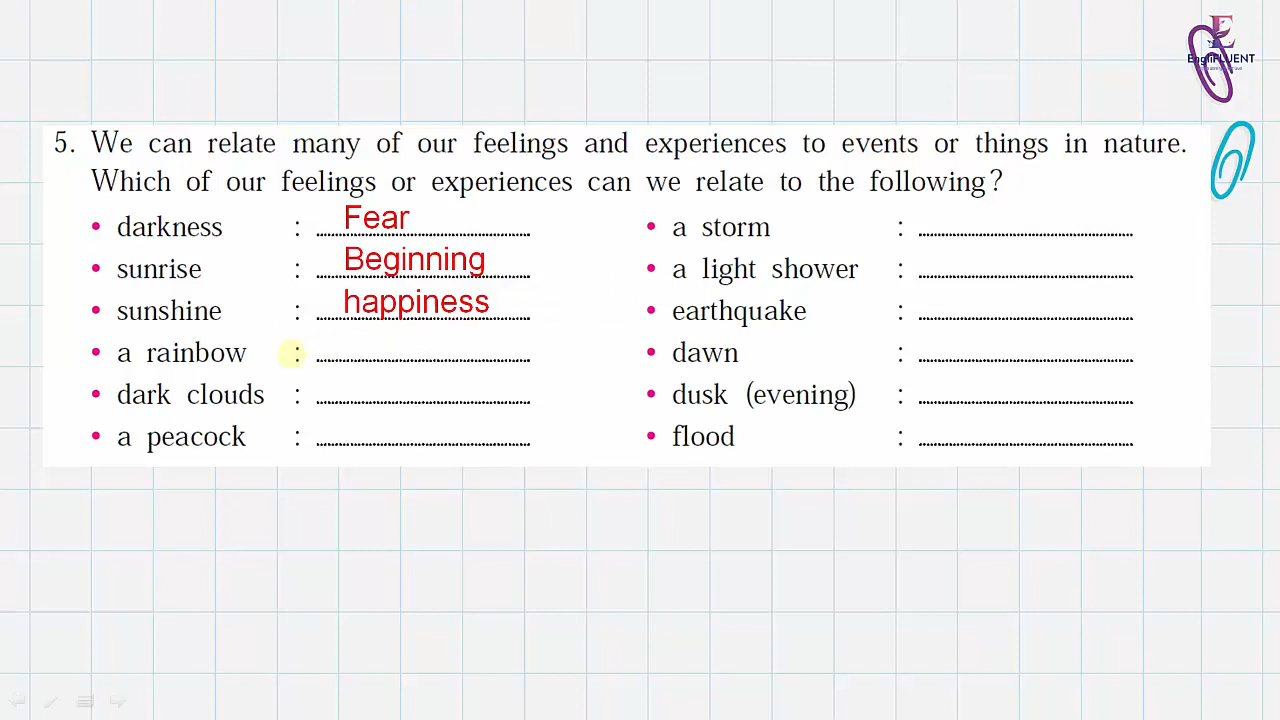 E
EngliFLUENT
5. We can relate many of our feelings and experiences to events or things in nature.
Which of our feelings or experiences can we relate to the following?
• darkness : Fear
• sunrise : Beginning
• sunshine : happiness
• a rainbow :
• dark clouds :
• a peacock :
• a storm :
• a light shower :
• earthquake :
• dawn :
• dusk (evening) :
• flood :